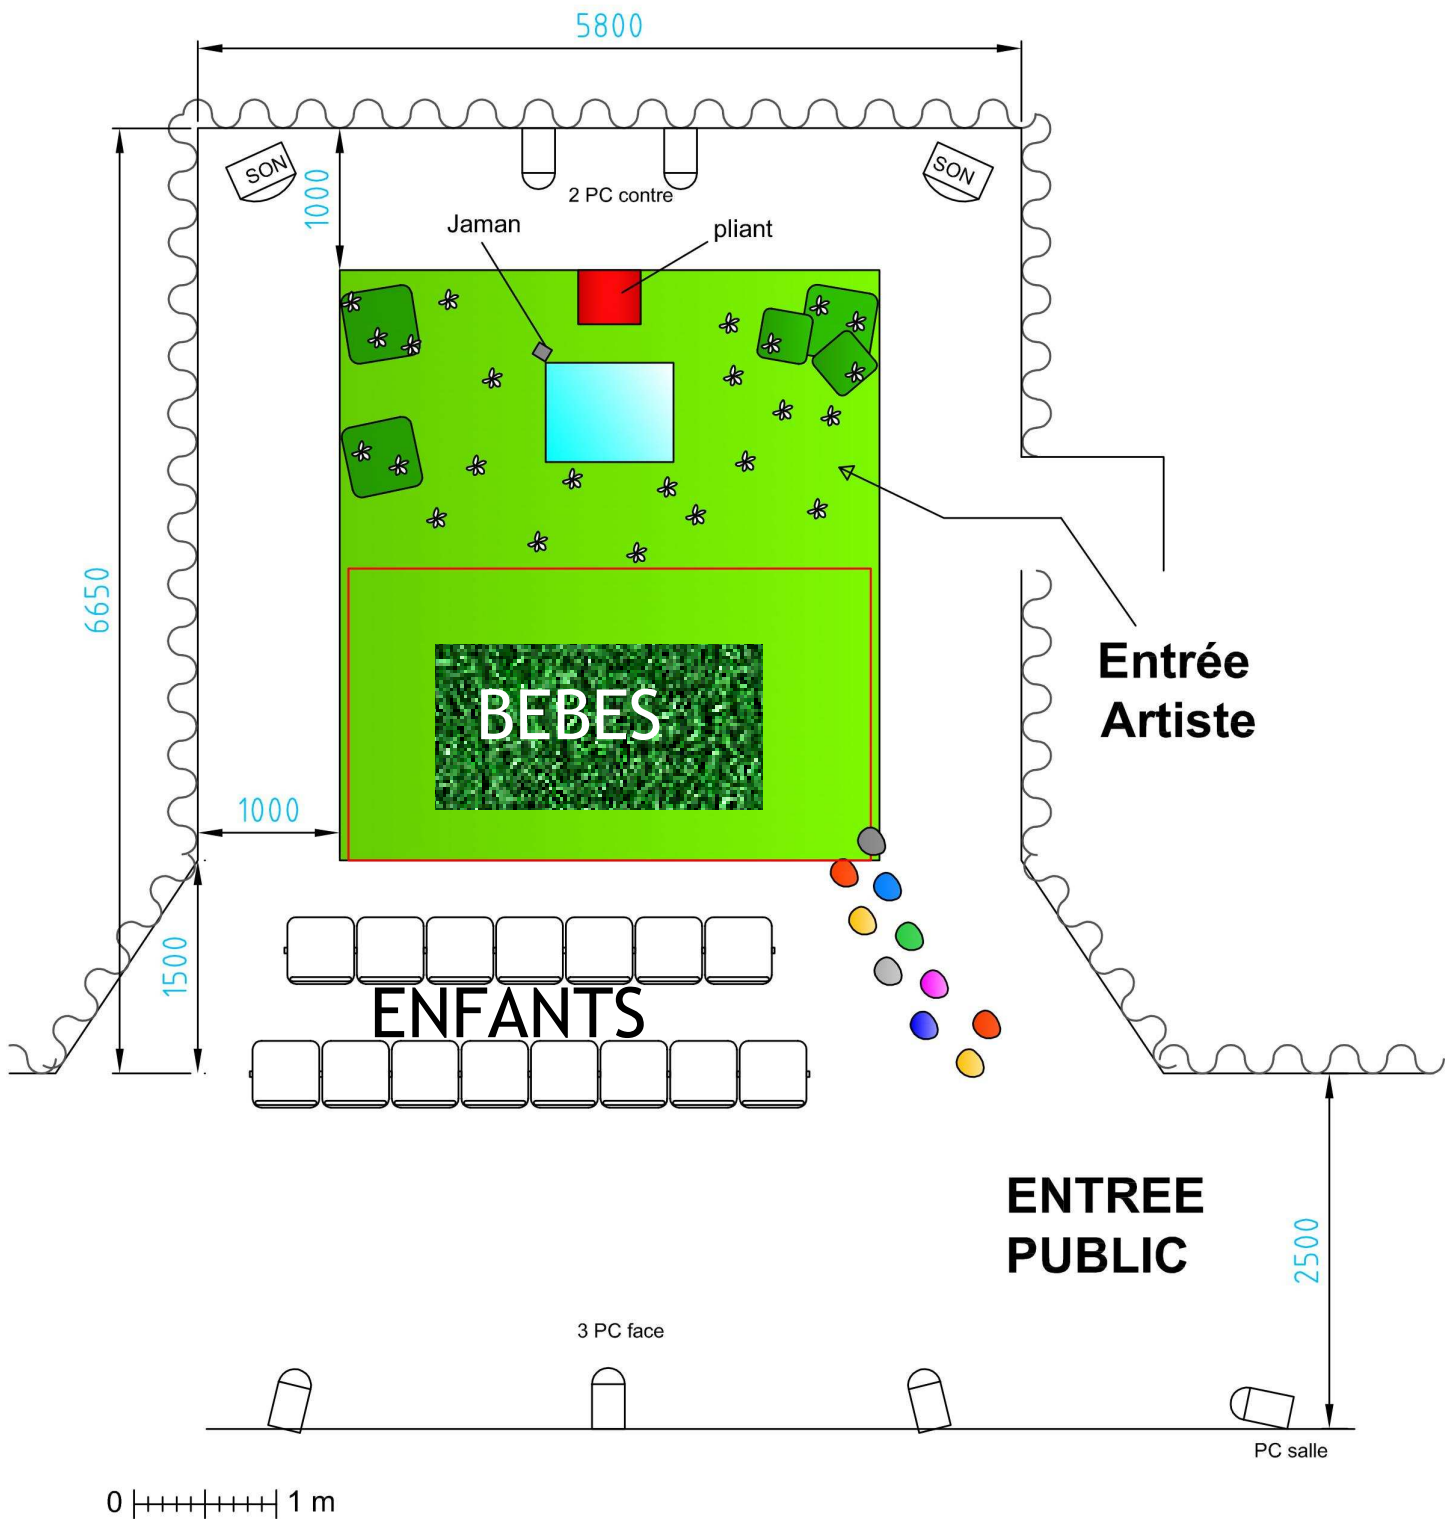 5800
SON
SON
2 PC contre
1000
Jaman
pliant
6650
Entrée
Artiste
BEBES
1000
1500
ENFANTS
ENTREE
PUBLIC
2500
3 PC face
PC salle
0 1 m